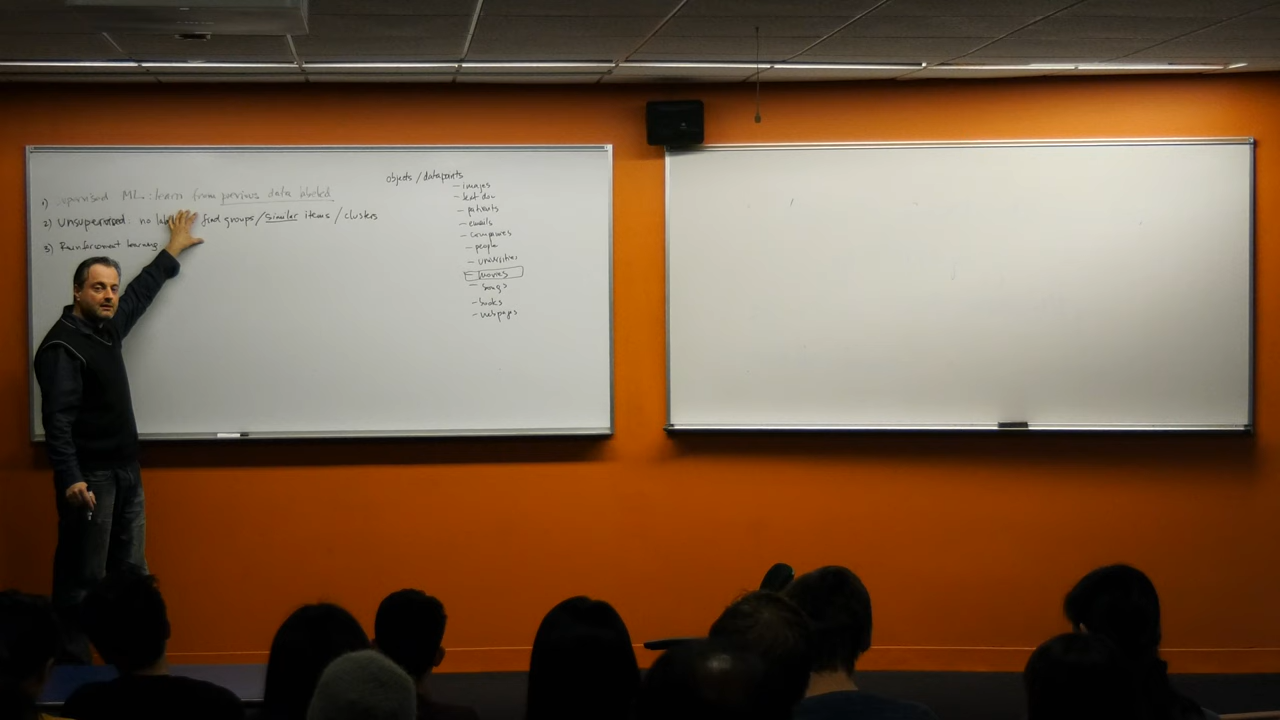 1) Supervised ML: learn from previous data labeled
2) Unsupervised: no find groups/similar items/clusters
3) Reinforcement learning
objects/datapoints
- images
- text doc
- patients
- emails
- companies
- people
- universities
- movies
- songs
- books
- webpages